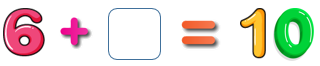 6 + □ = 10